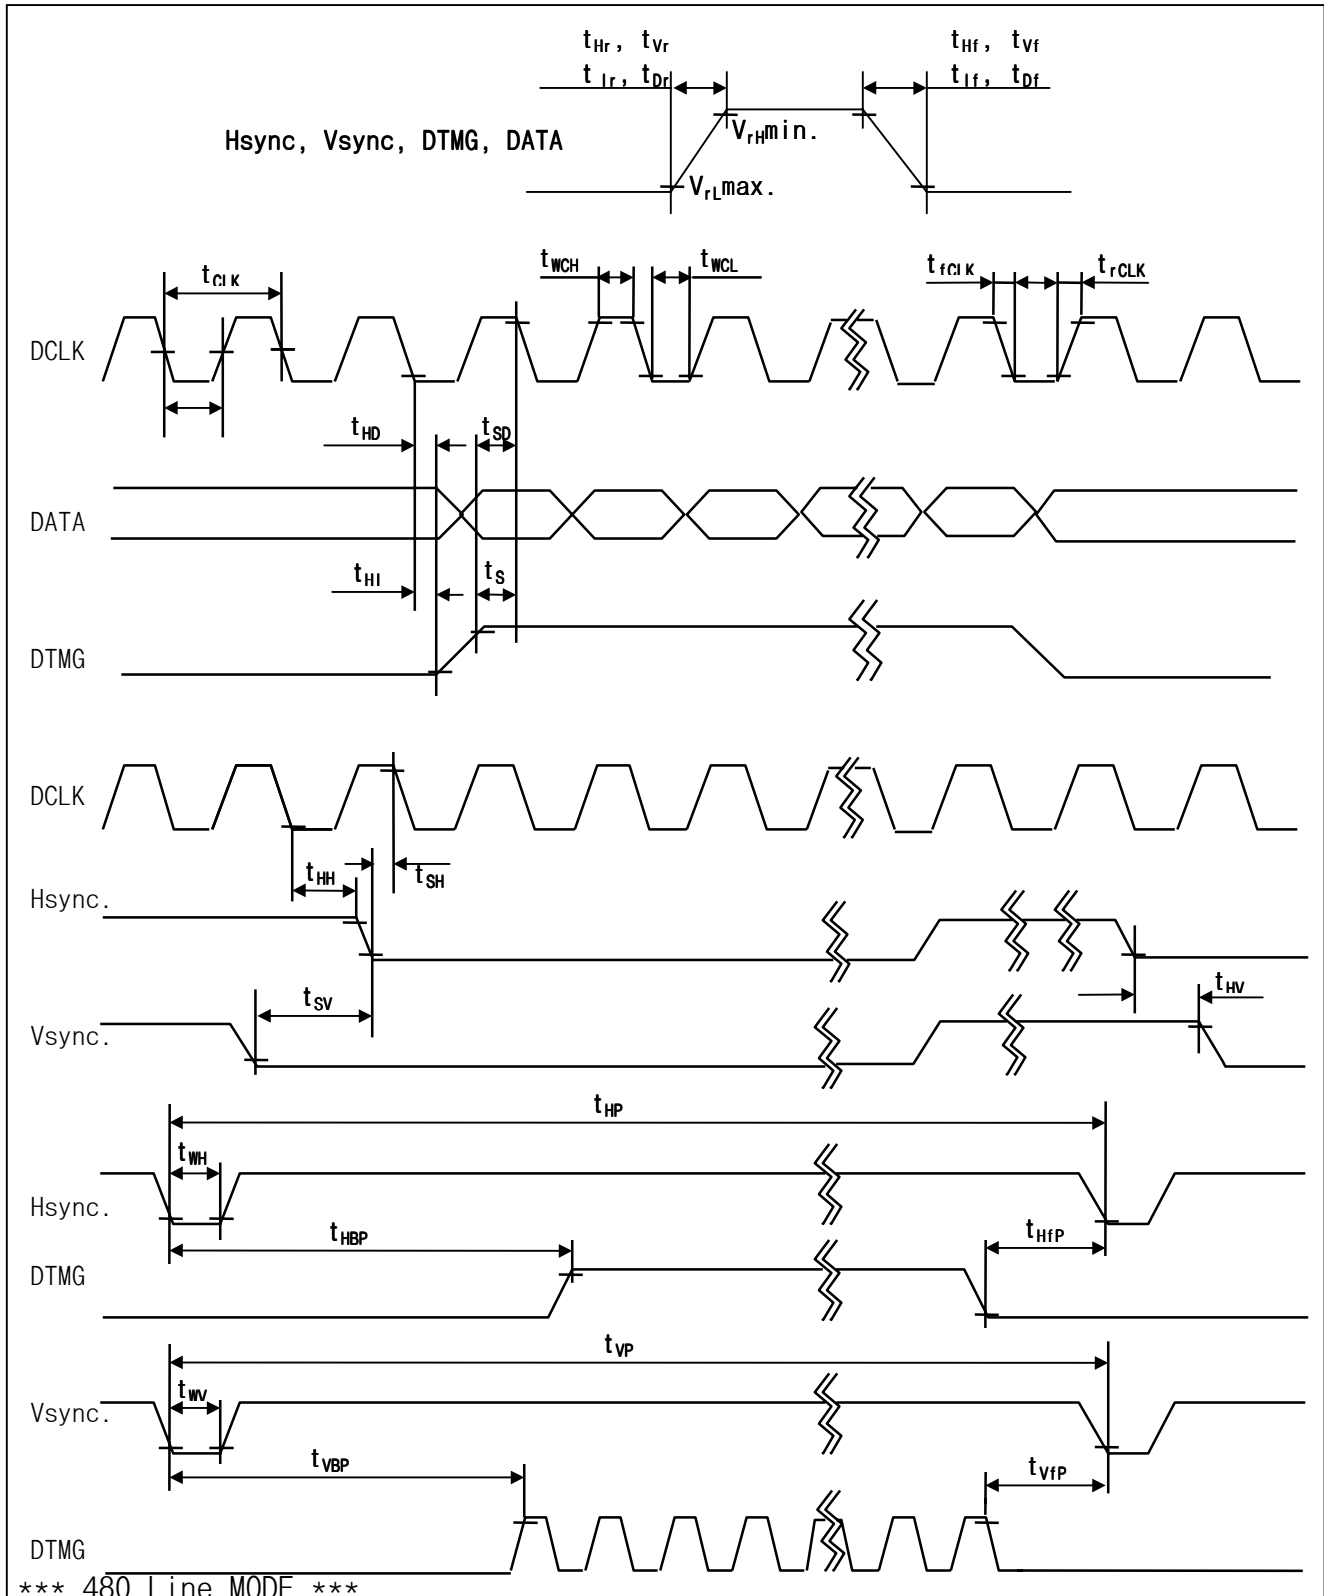 tHr, tVr
tHf, tVf
tIr, tDr
tIf, tDf
Hsync, Vsync, DTMG, DATA
VrHmin.
VrLmax.
tCLK
tWCH
tWCL
tfCLK
trCLK
DCLK
tHD
tSD
DATA
tHI
tS
DTMG
DCLK
tHH
tSH
Hsync.
tSV
tHV
Vsync.
tHP
tWH
Hsync.
tHBP
tHfP
DTMG
tVP
tWV
Vsync.
tVBP
tVfP
DTMG
*** 480 Line MODE ***